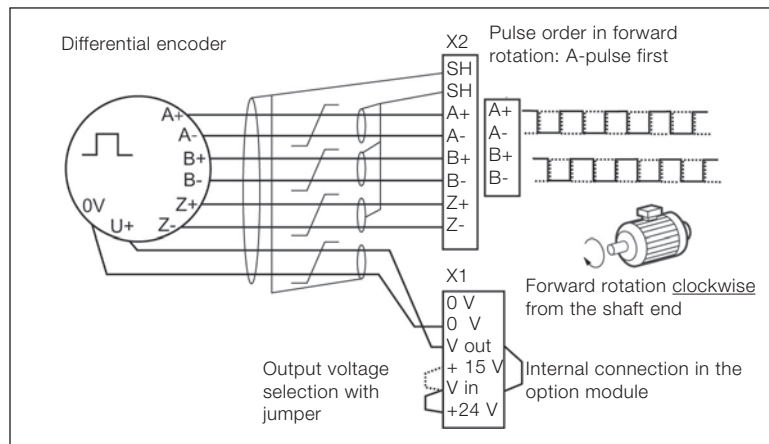 Differential encoder
A+
A-
B+
B-
Z+
Z-
0V
U+
X2
SH
SH
A+
A-
B+
B-
Z+
Z-
Pulse order in forward
rotation: A-pulse first
A+
A-
B+
B-
Forward rotation clockwise
from the shaft end
X1
0 V
0 V
V out
+ 15 V
V in
+24 V
Output voltage
selection with
jumper
Internal connection in the
option module